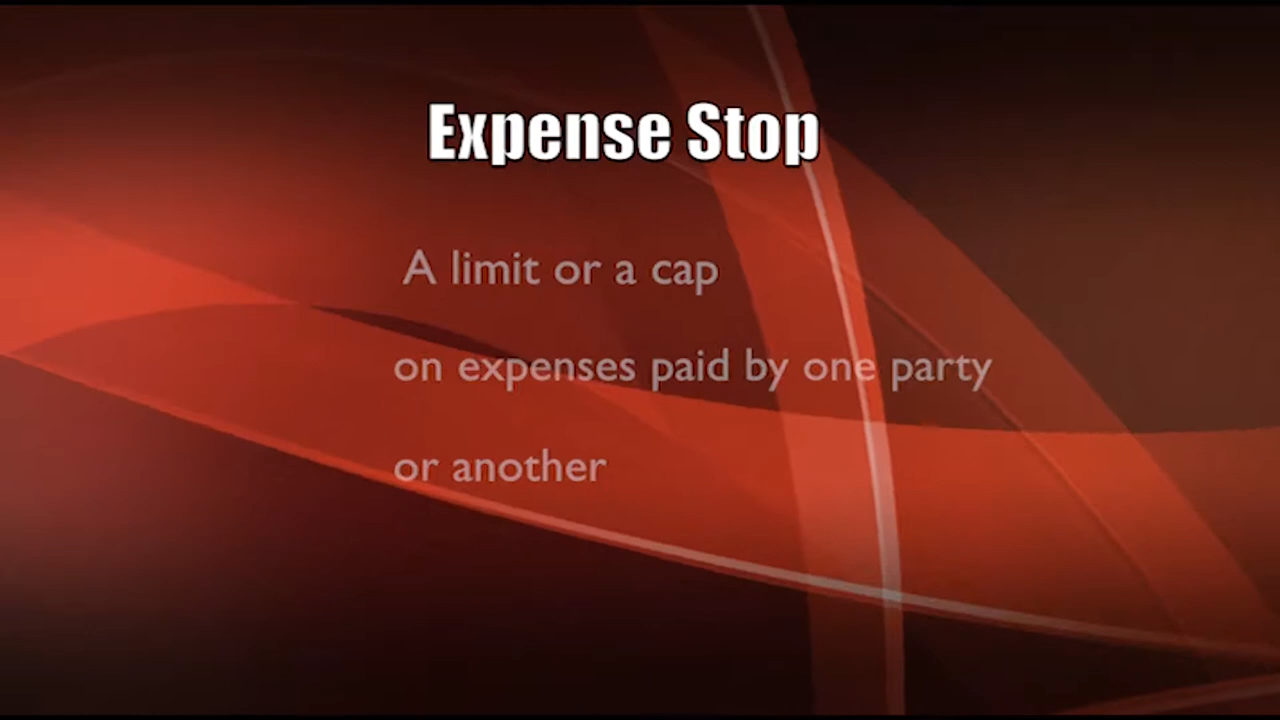 Expense Stop
A limit or a cap
on expenses paid by one party
or another